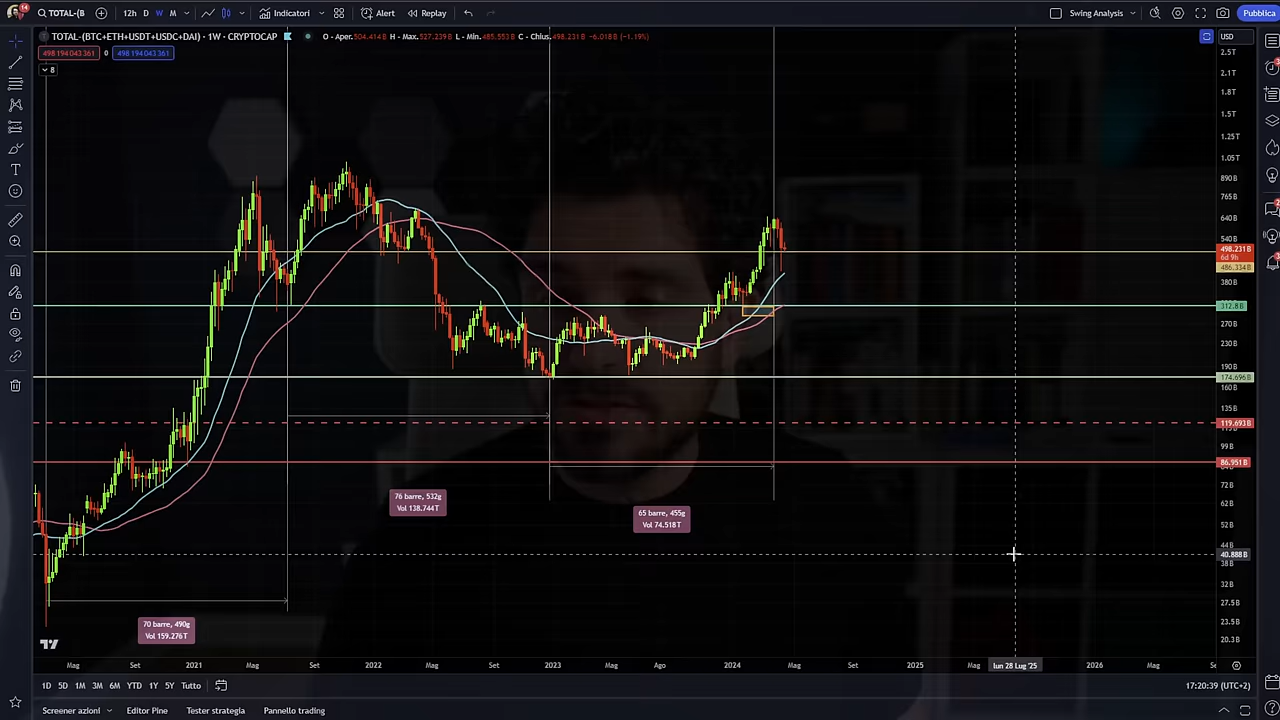 14
TOTAL-(B
12h D W M
Indicatori
Alert
Replay
Swing Analysis
Pubblica
TOTAL-(BTC+ETH+USDT+USDC+DAI) · 1W · CRYPTOCAP
O - Aper.504.414B H - Max.527.239B L - Min.485.553B C - Chius.498.231B -6.018B (-1.19%)
498 194 043 361 0 498 194 043 361
8
USD
2.5T
2.1T
1.8T
1.5T
1.25T
1.05T
890B
765B
640B
540B
498.231B
6d 9h
486.334B
380B
312.8B
270B
230B
190B
174.696B
160B
135B
119.693B
99B
86.951B
72B
62B
52B
44B
40.888B
38B
32B
27.5B
23.5B
20.3B
76 barre, 532g
Vol 138.744T
65 barre, 455g
Vol 74.518T
70 barre, 490g
Vol 159.276T
Mag Set 2021 Mag Set 2022 Mag Set 2023 Mag Ago 2024 Mag Set 2025 Mag lun 28 Lug '25 2026 Mag Se
1D 5D 1M 3M 6M YTD 1Y 5Y Tutto
17:20:39 (UTC+2)
Screener azioni Editor Pine Tester strategia Pannello trading